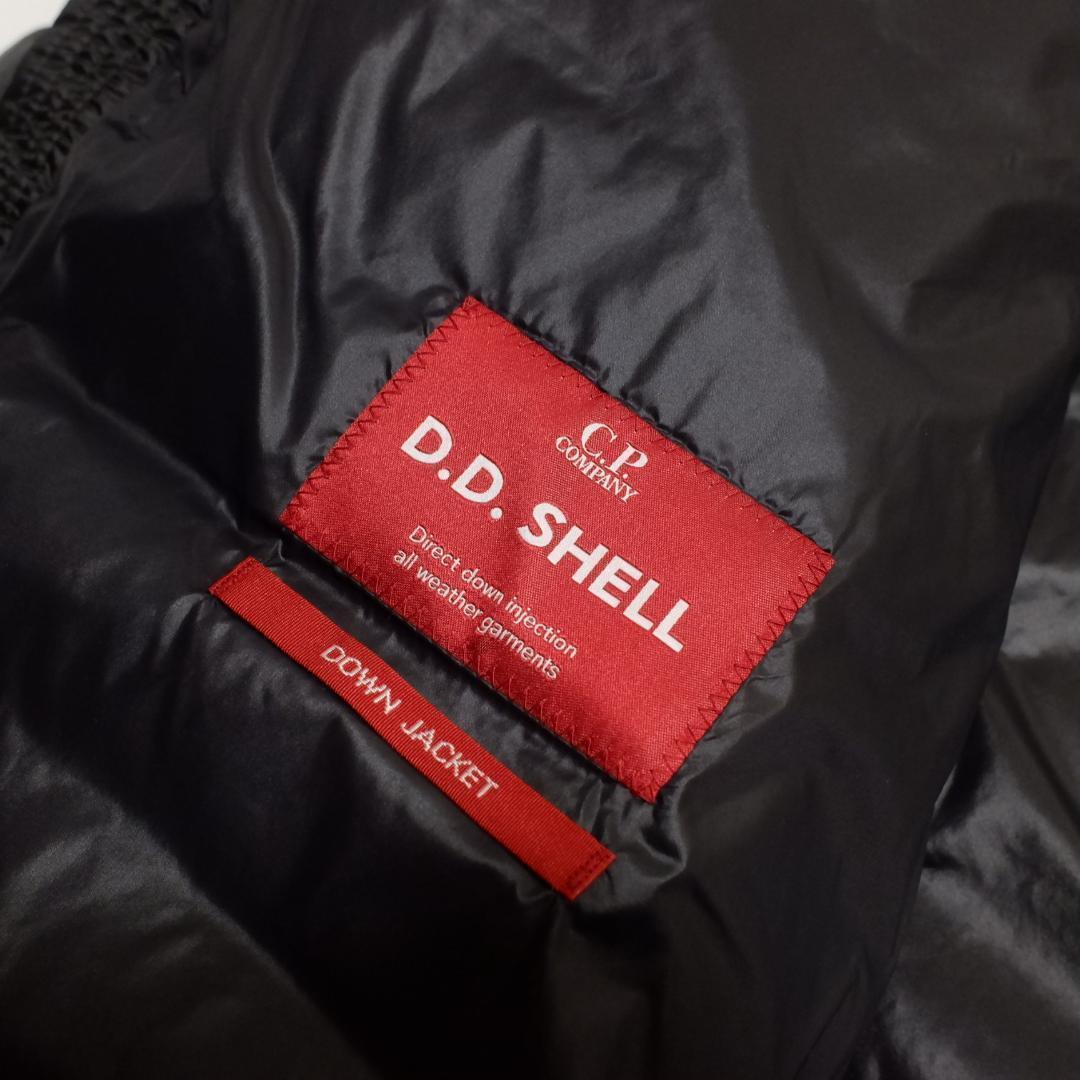 C.P.
COMPANY
D.D. SHELL
Direct down injection
all weather garments
DOWN JACKET